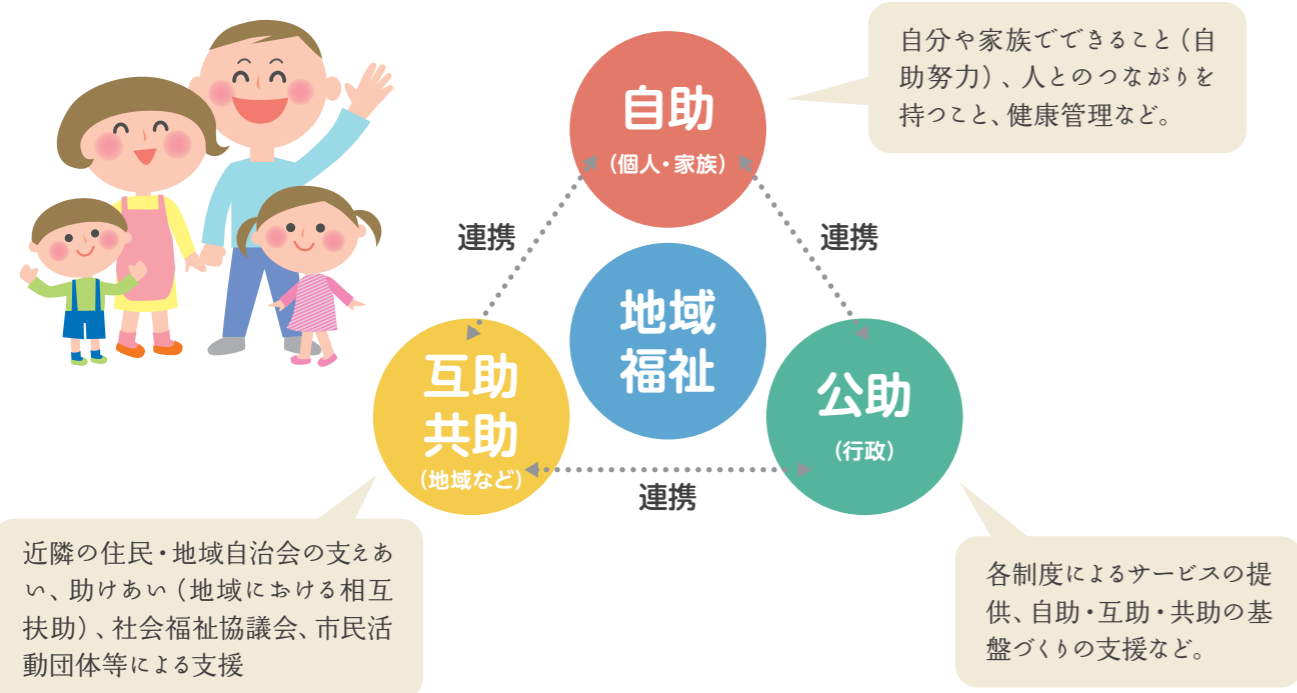 自分や家族でできること（自
助努力）、人とのつながりを
持つこと、健康管理など。
自助
（個人・家族）
連携
連携
地域
福祉
互助
共助
（地域など）
公助
（行政）
連携
近隣の住民・地域自治会の支えあ
い、助けあい（地域における相互
扶助）、社会福祉協議会、市民活
動団体等による支援
各制度によるサービスの提
供、自助・互助・共助の基
盤づくりの支援など。